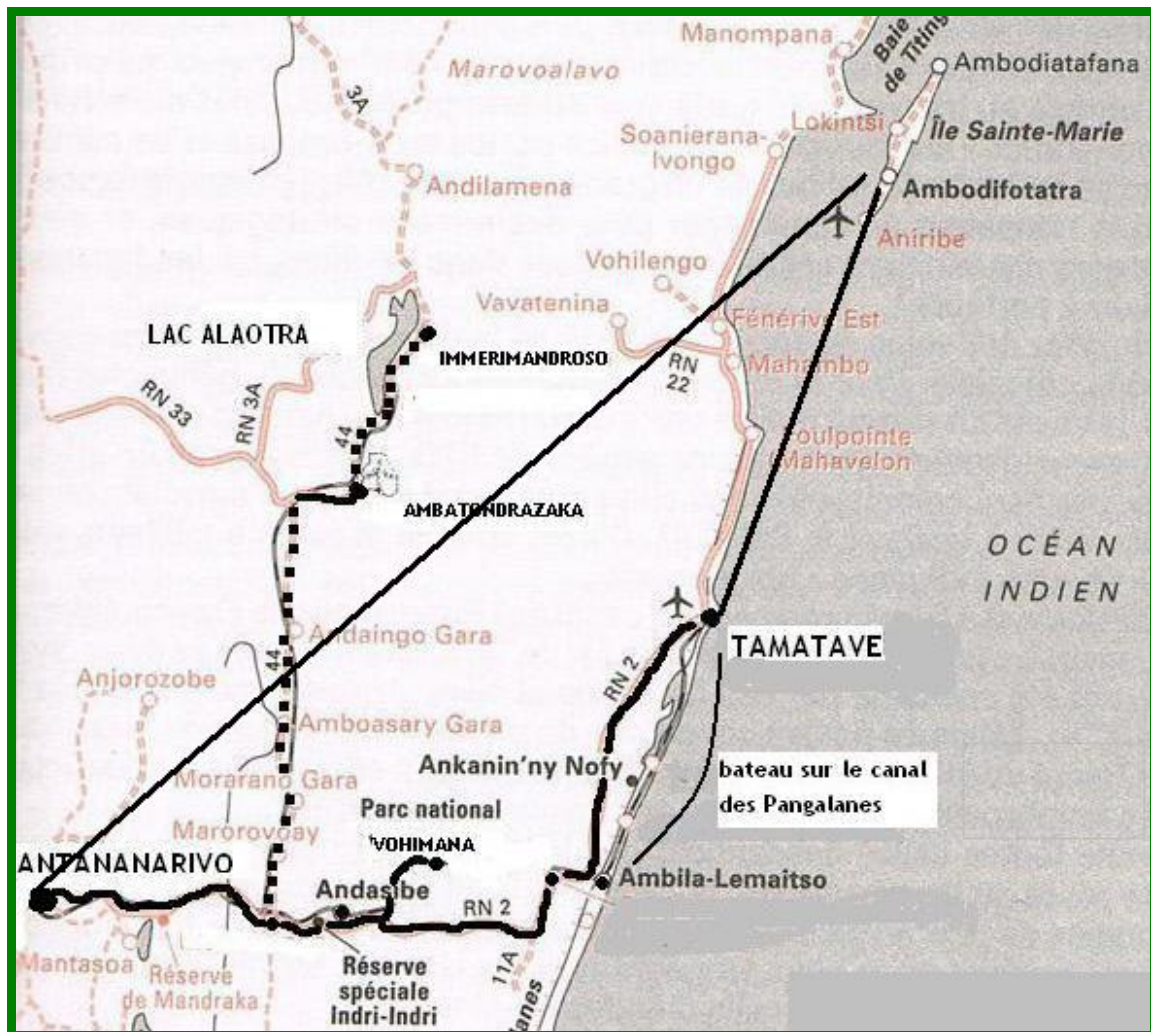 Manompana
Baie
de Titing
Ambodiatafana
Marovoalavo
3A
Soanierana-
Ivongo
Lokintsi
Île Sainte-Marie
Andilamena
Ambodifotatra
Aniribe
Vohilengo
Vavatenina
LAC ALAOTRA
IMMERIMANDROSO
Fénérive Est
RN
22
Mahambo
RN 33
RN 3A
44
oulpointe
Mahavelon
AMBATONDRAZAKA
OCÉAN
INDIEN
Andaingo Gara
44
TAMATAVE
RN 2
Anjorozobe
Amboasary Gara
Ankanin'ny Nofy
bateau sur le canal
des Pangalanes
Morarano Gara
Parc national
Marorovoay
VOHIMANA
ANTANANARIVO
Andasibe
Ambila-Lemaitso
RN 2
11A
Mantasoa
Réserve
de Mandraka
Réserve
spéciale
Indri-Indri
anes